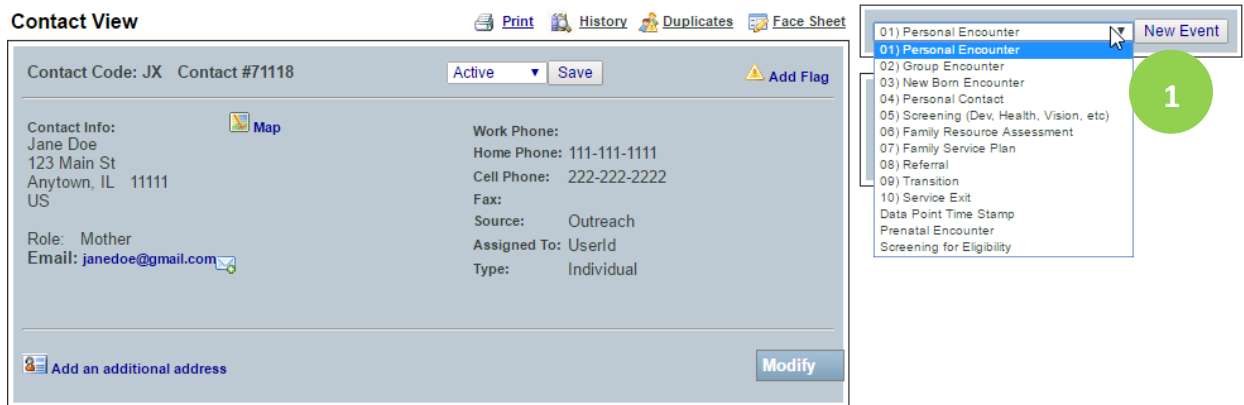 Contact View
Print History Duplicates Face Sheet
Contact Code: JX Contact #71118
Active Save
Add Flag
Contact Info:
Map
Jane Doe
123 Main St
Anytown, IL 11111
US
Role: Mother
Email: janedoe@gmail.com
Work Phone:
Home Phone: 111-111-1111
Cell Phone: 222-222-2222
Fax:
Source: Outreach
Assigned To: UserId
Type: Individual
Add an additional address
Modify
01) Personal Encounter
New Event
01) Personal Encounter
02) Group Encounter
03) New Born Encounter
04) Personal Contact
05) Screening (Dev, Health, Vision, etc)
06) Family Resource Assessment
07) Family Service Plan
08) Referral
09) Transition
10) Service Exit
Data Point Time Stamp
Prenatal Encounter
Screening for Eligibility
1